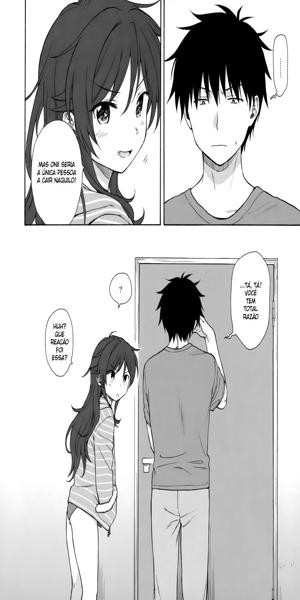 .........
MAS ONII SERIA
A ÚNICA PESSOA
A CAIR NAQUILO!
...TÁ, TÁ!
VOCÊ
TEM
TOTAL
RAZÃO
?
HUH?
QUE
REAÇÃO
FOI
ESSA?